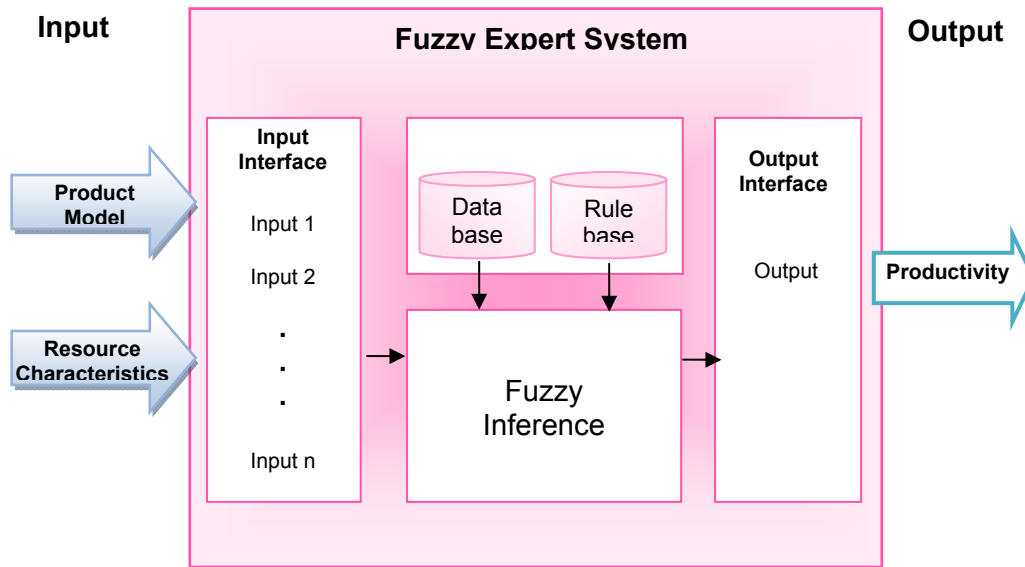 Input
Fuzzy Expert System
Output
Product
Model
Resource
Characteristics
Input
Interface
Input 1
Input 2
.
.
.
Input n
Data
base
Rule
base
Fuzzy
Inference
Output
Interface
Output
Productivity